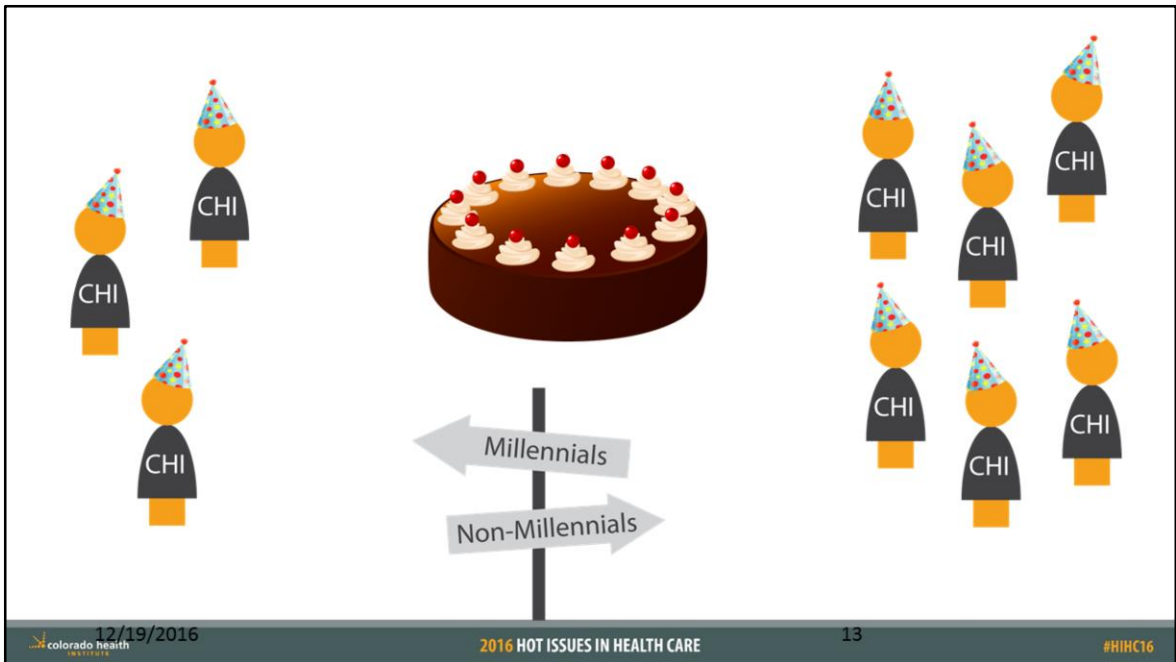 CHI
CHI
CHI
CHI
CHI
CHI
CHI
CHI
CHI
Millennials
Non-Millennials
12/19/2016
colorado health
INSTITUTE
2016 HOT ISSUES IN HEALTH CARE
13
#HIHC16